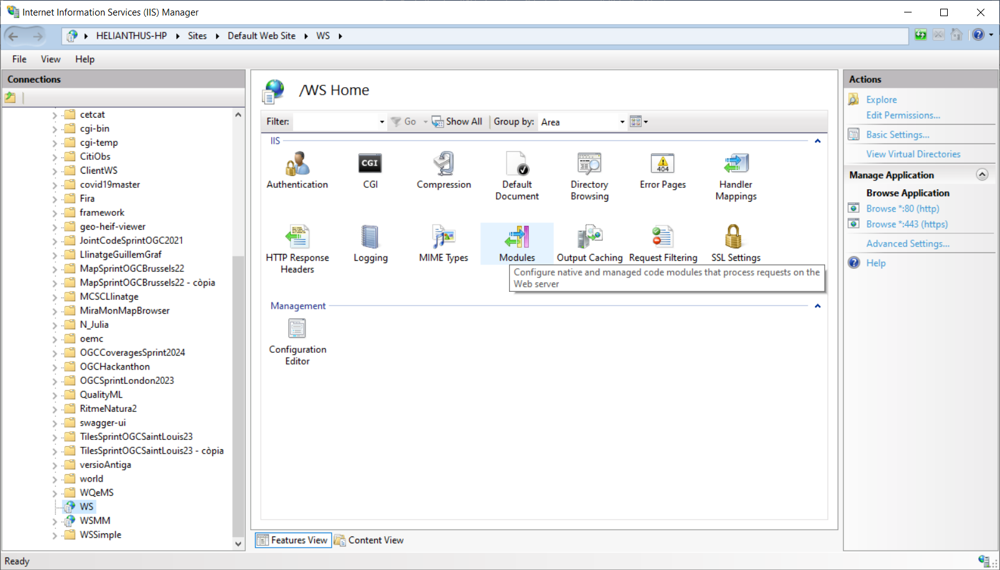 Internet Information Services (IIS) Manager
HELIANTHUS-HP Sites Default Web Site WS
File View Help
Connections
cetcat
cgi-bin
cgi-temp
CitiObs
ClientWS
covid19master
Fira
framework
geo-heif-viewer
JointCodeSprintOGC2021
LlinatgeGuillemGraf
MapSprintOGCBrussels22
MapSprintOGCBrussels22 - còpia
MCSCLlinatge
MiraMonMapBrowser
N_Julia
oemc
OGCCoveragesSprint2024
OGCHackanthon
OGCSprintLondon2023
QualityML
RitmeNatura2
swagger-ui
TilesSprintOGCSaintLouis23
TilesSprintOGCSaintLouis23 - còpia
versioAntiga
world
WQeMS
WS
WSMM
WSSimple
/WS Home
Filter: Go Show All Group by: Area
IIS
Authentication
CGI
CGI
Compression
Default
Document
Directory
Browsing
404
Error Pages
Handler
Mappings
HTTP Response
Headers
Logging
MIME Types
Modules
Output Caching
Request Filtering
SSL Settings
Configure native and managed code modules that process requests on the
Web server
Management
Configuration
Editor
Features View Content View
Actions
Explore
Edit Permissions...
Basic Settings...
View Virtual Directories
Manage Application
Browse Application
Browse *:80 (http)
Browse *:443 (https)
Advanced Settings...
Help
Ready